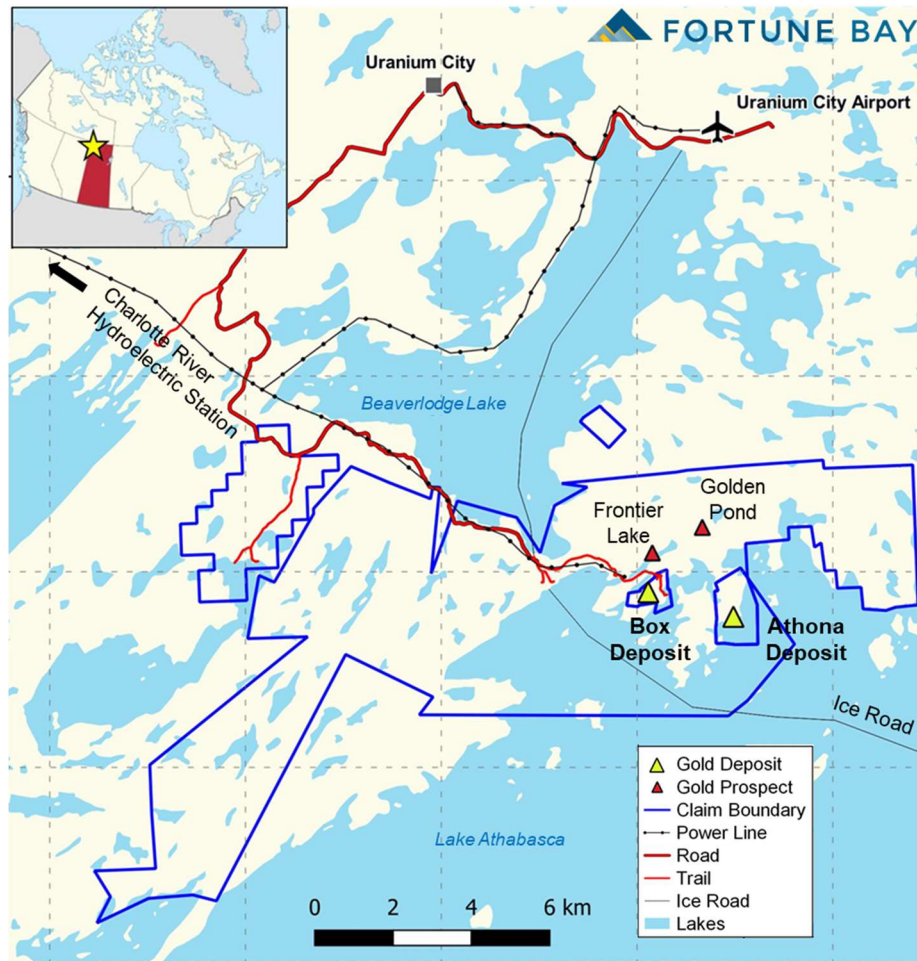 FORTUNE BAY
Uranium City
Uranium City Airport
Charlotte River
Hydroelectric Station
Beaverlodge Lake
Golden
Pond
Frontier
Lake
Box
Deposit
Athona
Deposit
Ice Road
Lake Athabasca
Gold Deposit
Gold Prospect
Claim Boundary
Power Line
Road
Trail
Ice Road
Lakes
0 2 4 6 km